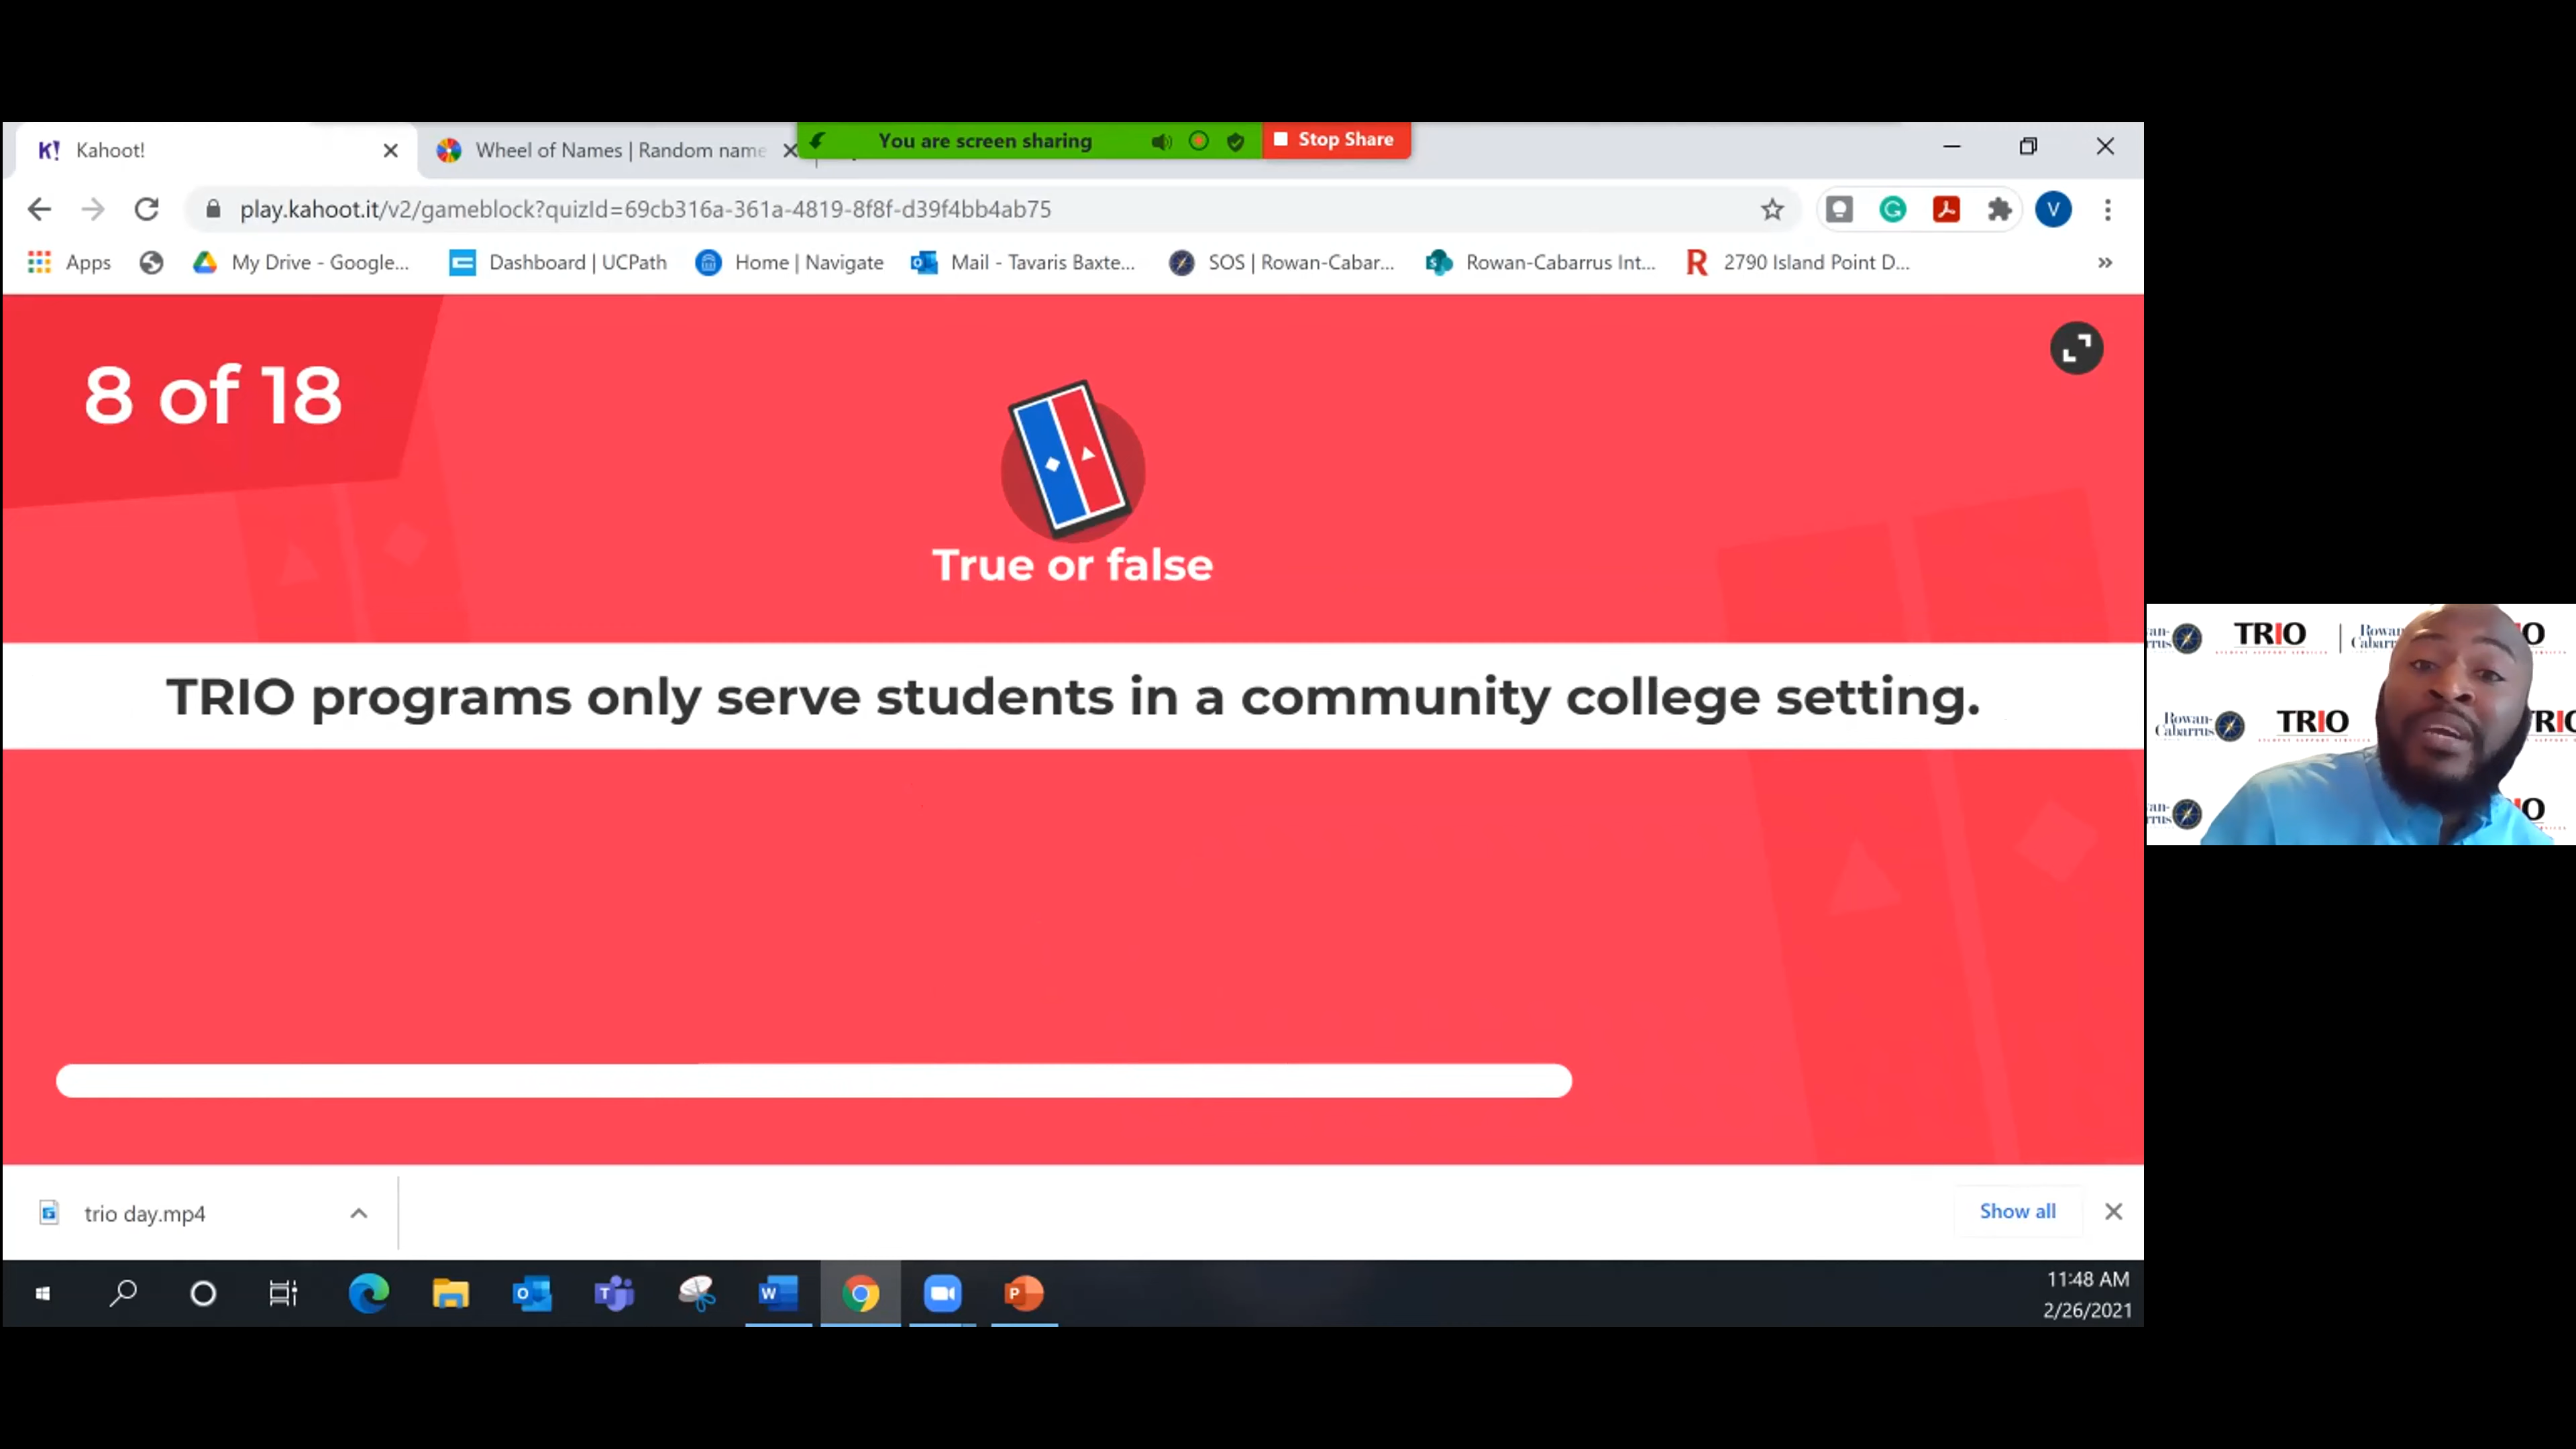 Kahoot!
Wheel of Names | Random name
You are screen sharing
Stop Share
play.kahoot.it/v2/gameblock?quizId=69cb316a-361a-4819-8f8f-d39f4bb4ab75
V
Apps
My Drive - Google...
Dashboard | UCPath
Home | Navigate
Mail - Tavaris Baxte...
SOS | Rowan-Cabar...
Rowan-Cabarrus Int...
2790 Island Point D...
8 of 18
True or false
TRIO programs only serve students in a community college setting.
TRIO
Rowan-
Cabarrus
TRIO
trio day.mp4
Show all
11:48 AM
2/26/2021